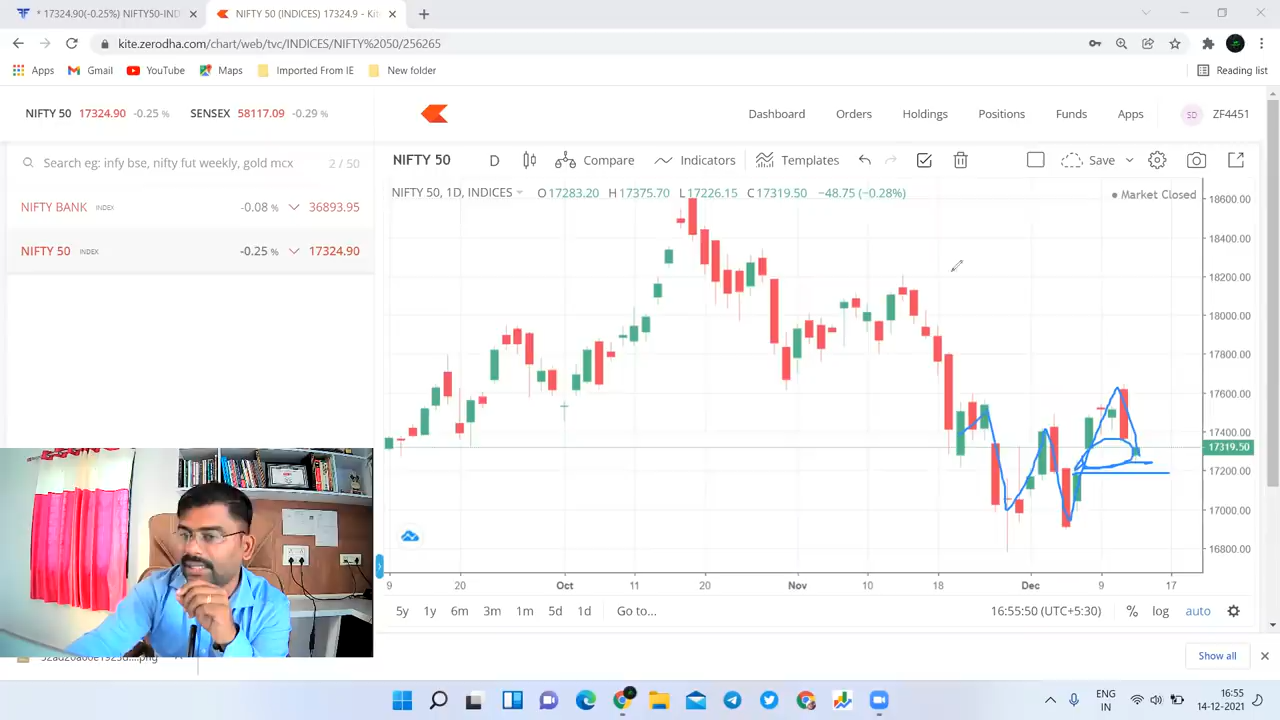 * 17324.90(-0.25%) NIFTY50-IND
NIFTY 50 (INDICES) 17324.9 - Kite
kite.zerodha.com/chart/web/tvc/INDICES/NIFTY%2050/256265
Apps Gmail YouTube Maps Imported From IE New folder Reading list
NIFTY 50 17324.90 -0.25 % SENSEX 58117.09 -0.29 %
Dashboard Orders Holdings Positions Funds Apps SD ZF4451
Search eg: infy bse, nifty fut weekly, gold mcx 2 / 50
NIFTY 50 D Compare Indicators Templates Save
NIFTY BANK INDEX -0.08 % 36893.95
NIFTY 50 INDEX -0.25 % 17324.90
NIFTY 50, 1D, INDICES O17283.20 H17375.70 L17226.15 C17319.50 −48.75 (−0.28%)
Market Closed
18600.00
18400.00
18200.00
18000.00
17800.00
17600.00
17400.00
17319.50
17200.00
17000.00
16800.00
9 20 Oct 11 20 Nov 10 18 Dec 9 17
5y 1y 6m 3m 1m 5d 1d Go to... 16:55:50 (UTC+5:30) % log auto
Show all
ENG
IN
16:55
14-12-2021